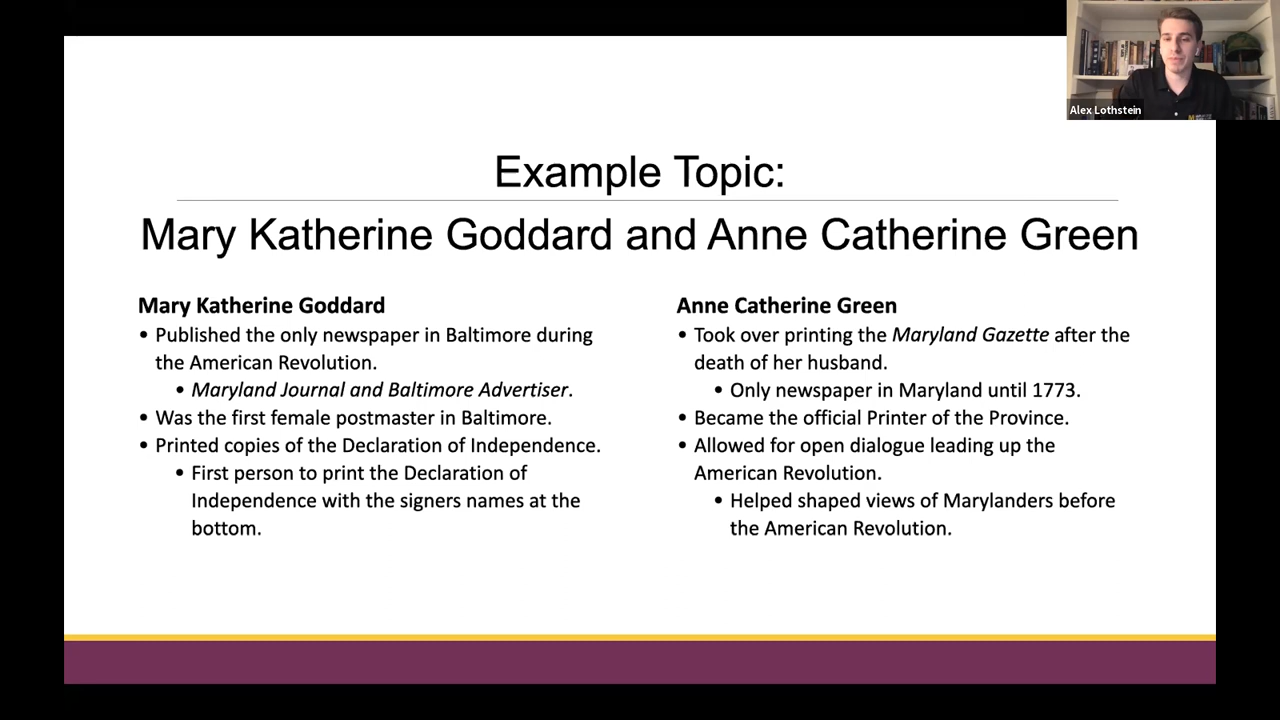 Alex Lothstein
Example Topic:
Mary Katherine Goddard and Anne Catherine Green
Mary Katherine Goddard
• Published the only newspaper in Baltimore during
the American Revolution.
• Maryland Journal and Baltimore Advertiser.
• Was the first female postmaster in Baltimore.
• Printed copies of the Declaration of Independence.
• First person to print the Declaration of
Independence with the signers names at the
bottom.
Anne Catherine Green
• Took over printing the Maryland Gazette after the
death of her husband.
• Only newspaper in Maryland until 1773.
• Became the official Printer of the Province.
• Allowed for open dialogue leading up the
American Revolution.
• Helped shaped views of Marylanders before
the American Revolution.